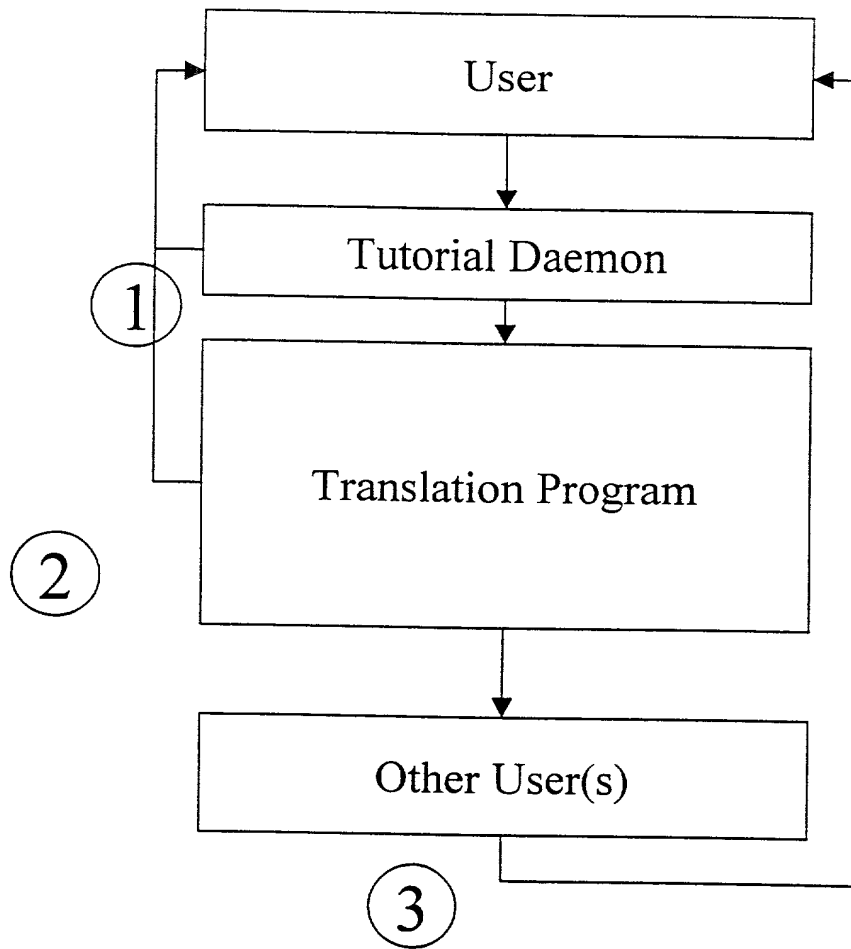 User
Tutorial Daemon
1
Translation Program
2
Other User(s)
3